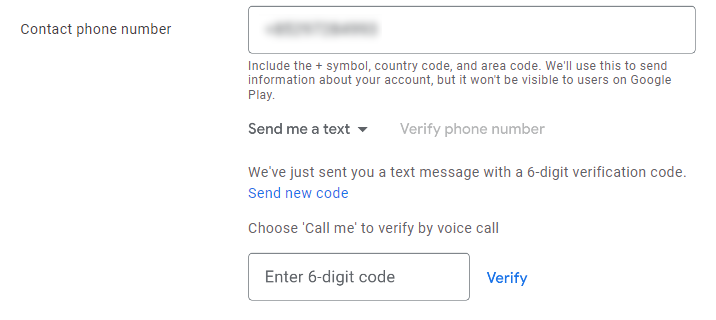 Contact phone number
Include the + symbol, country code, and area code. We'll use this to send
information about your account, but it won't be visible to users on Google
Play.
Send me a text Verify phone number
We've just sent you a text message with a 6-digit verification code.
Send new code
Choose 'Call me' to verify by voice call
Enter 6-digit code Verify